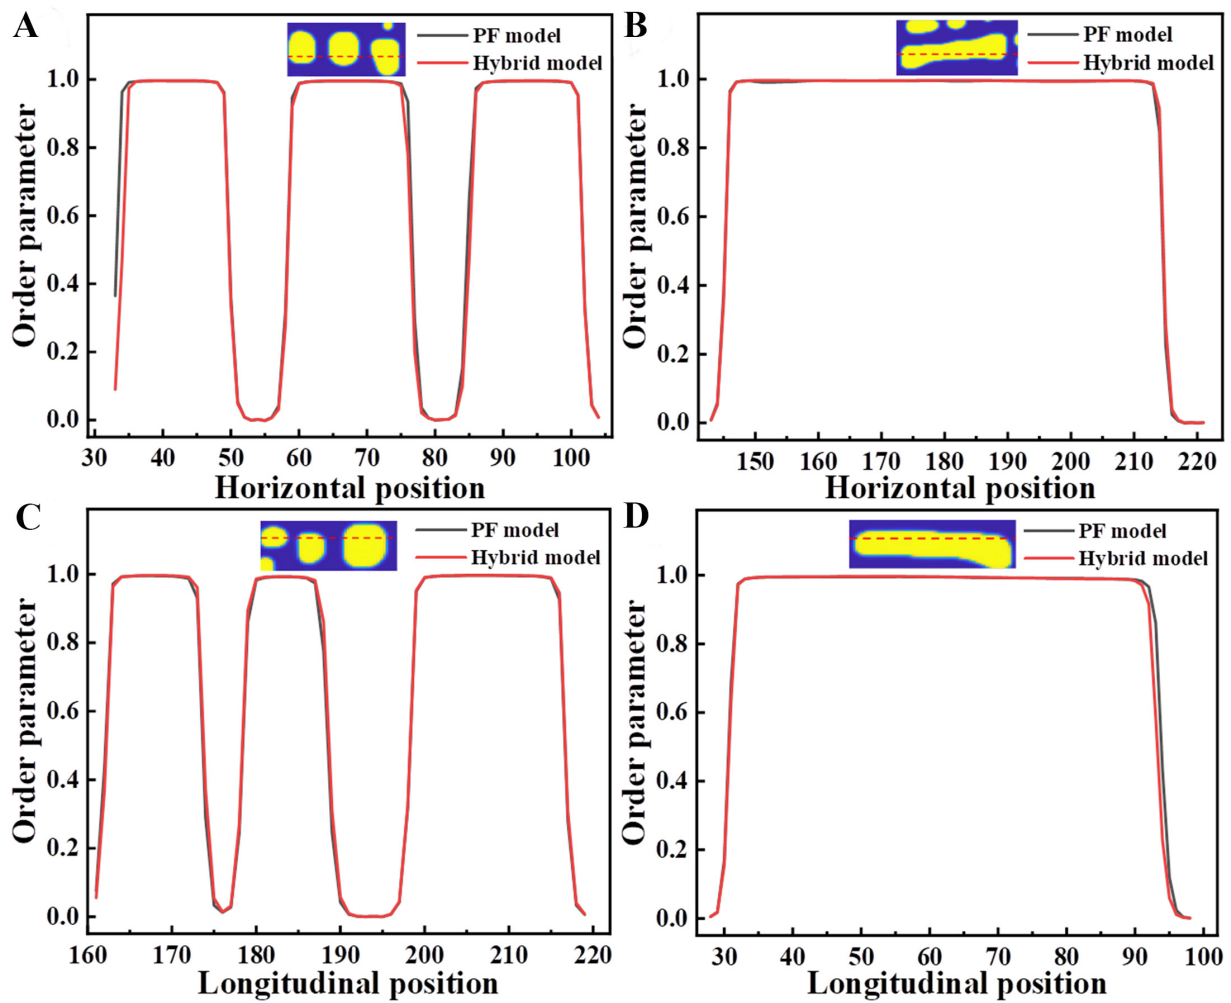 A
PF model
Hybrid model
1.0
0.8
0.6
0.4
0.2
0.0
Order parameter
30 40 50 60 70 80 90 100
Horizontal position
B
PF model
Hybrid model
1.0
0.8
0.6
0.4
0.2
0.0
Order parameter
150 160 170 180 190 200 210 220
Horizontal position
C
PF model
Hybrid model
1.0
0.8
0.6
0.4
0.2
0.0
Order parameter
160 170 180 190 200 210 220
Longitudinal position
D
PF model
Hybrid model
1.0
0.8
0.6
0.4
0.2
0.0
Order parameter
30 40 50 60 70 80 90 100
Longitudinal position